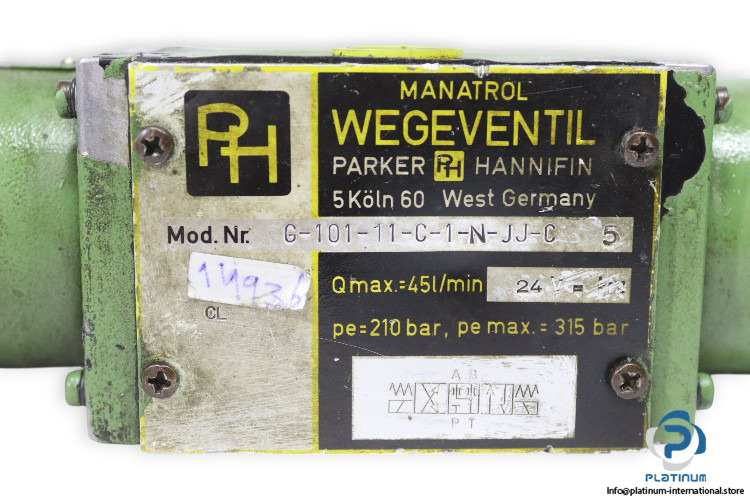 PH
MANATROL
WEGEVENTIL
PARKER PH HANNIFIN
5 Köln 60 West Germany
Mod. Nr. G-101-11-C-1-N-JJ-C 5
14936
CL
Qmax.=45l/min 24 V =
pe=210 bar, pe max. = 315 bar
A B
P T
PLATINUM
Info@platinum-international.store